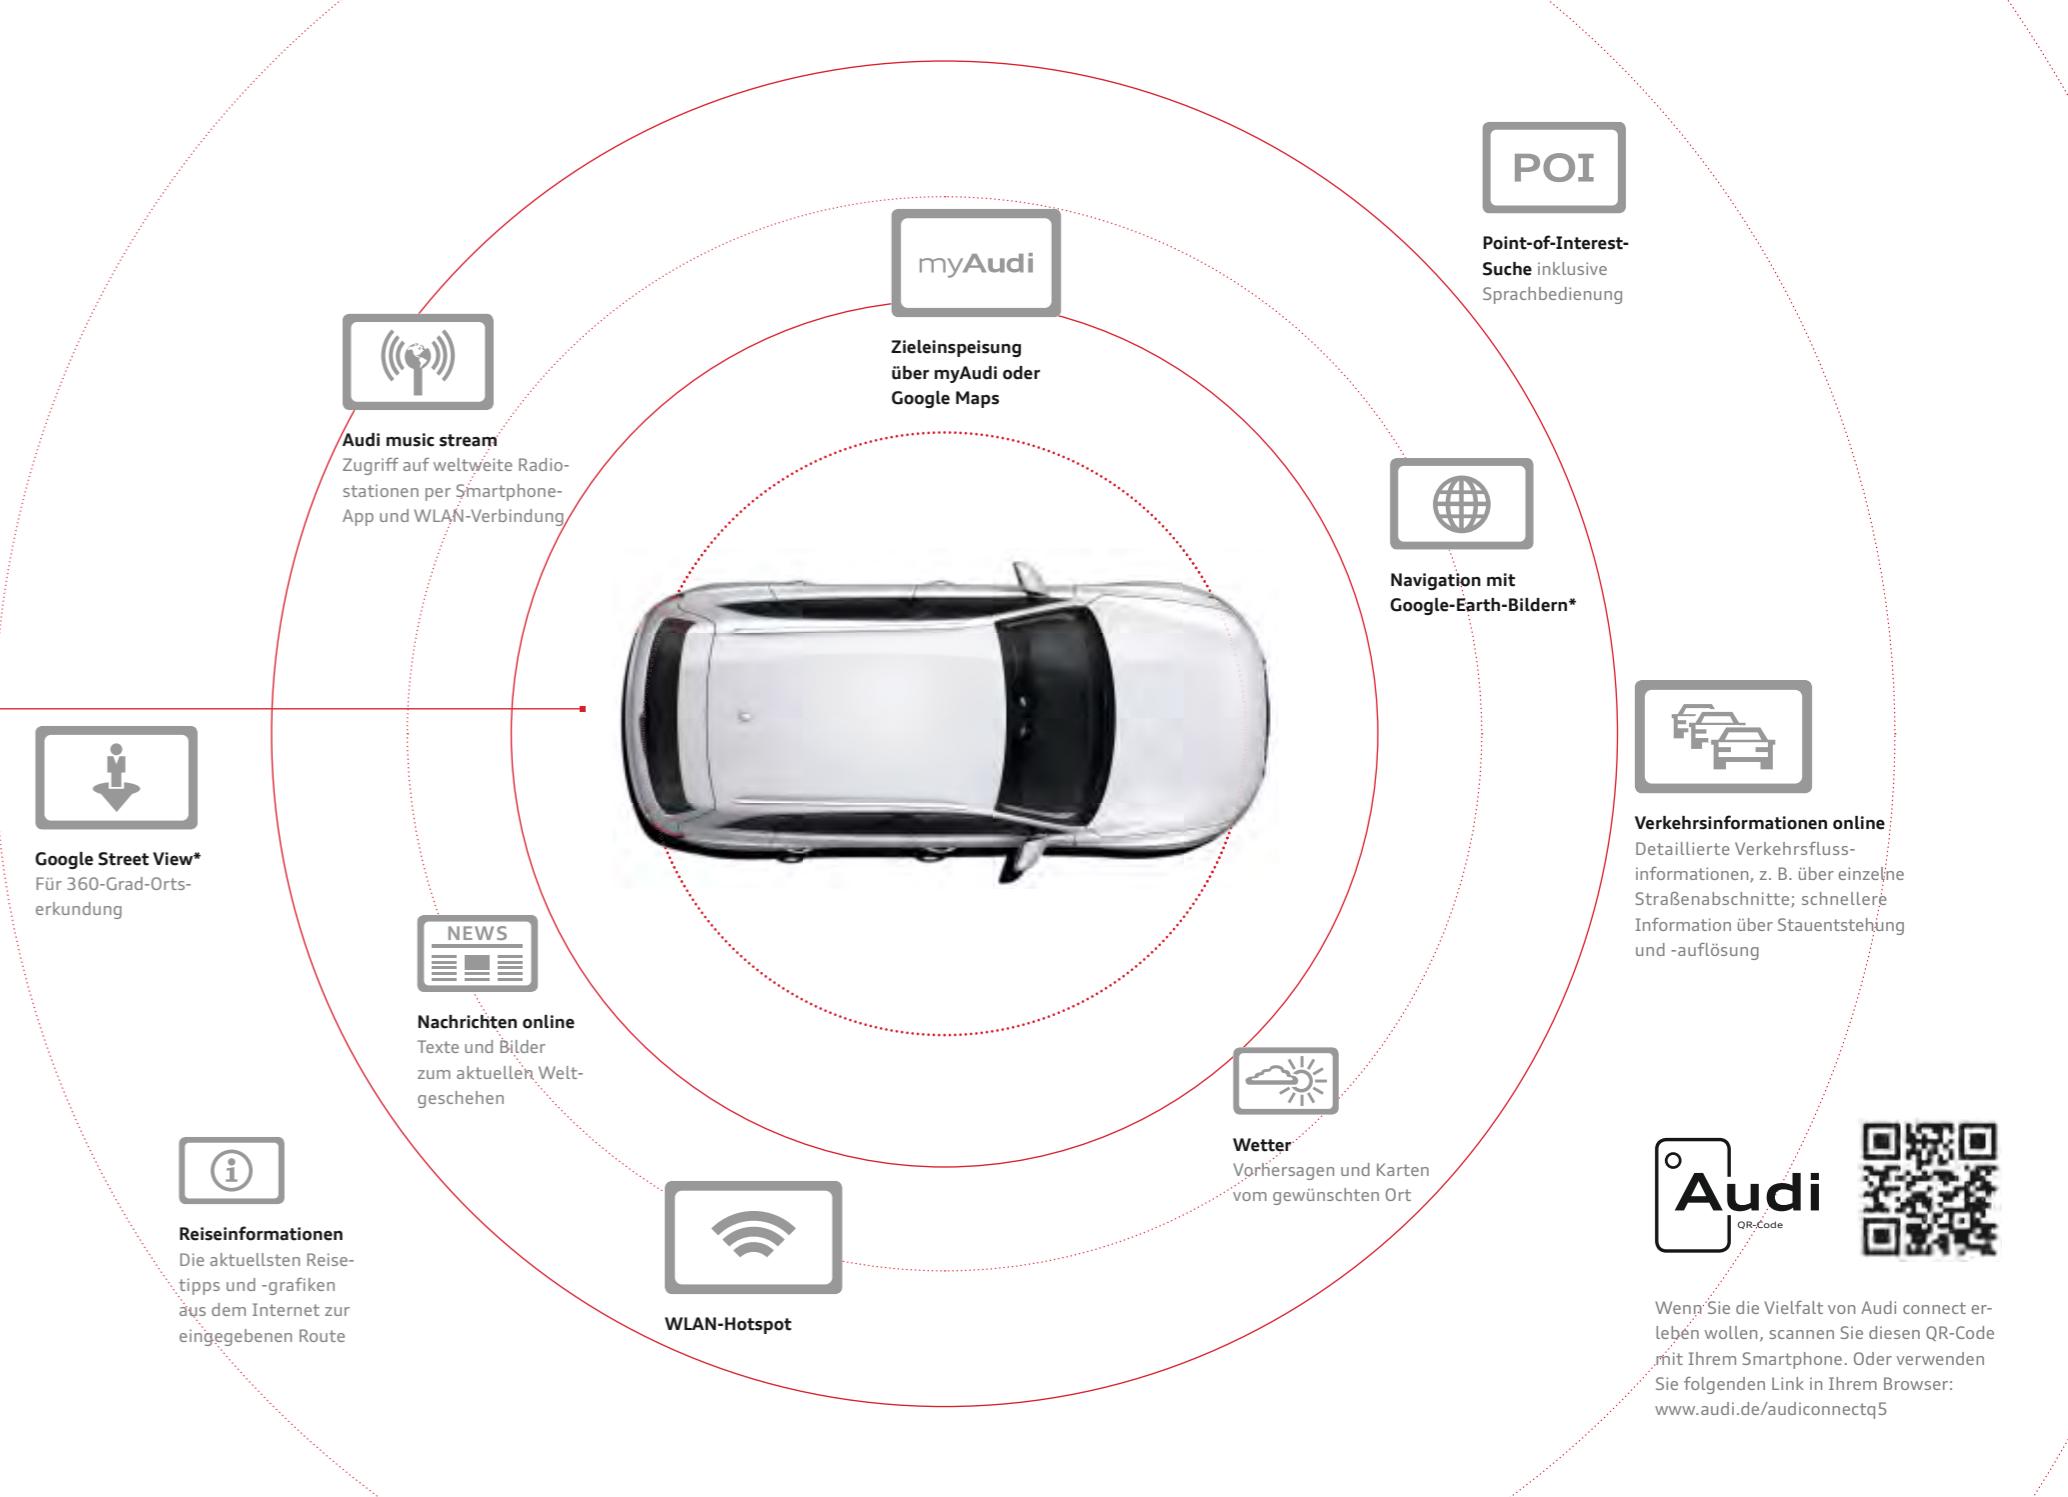 POI
Point-of-Interest-
Suche inklusive
Sprachbedienung
myAudi
Zieleinspeisung
über myAudi oder
Google Maps
Audi music stream
Zugriff auf weltweite Radio-
stationen per Smartphone-
App und WLAN-Verbindung
Navigation mit
Google-Earth-Bildern*
Verkehrsinformationen online
Detaillierte Verkehrsfluss-
informationen, z. B. über einzelne
Straßenabschnitte; schnellere
Information über Stauentstehung
und -auflösung
Google Street View*
Für 360-Grad-Orts-
erkundung
NEWS
Nachrichten online
Texte und Bilder
zum aktuellen Welt-
geschehen
Wetter
Vorhersagen und Karten
vom gewünschten Ort
Reiseinformationen
Die aktuellsten Reise-
tipps und -grafiken
aus dem Internet zur
eingegebenen Route
WLAN-Hotspot
Audi
QR-Code
Wenn Sie die Vielfalt von Audi connect er-
leben wollen, scannen Sie diesen QR-Code
mit Ihrem Smartphone. Oder verwenden
Sie folgenden Link in Ihrem Browser:
www.audi.de/audiconnectq5